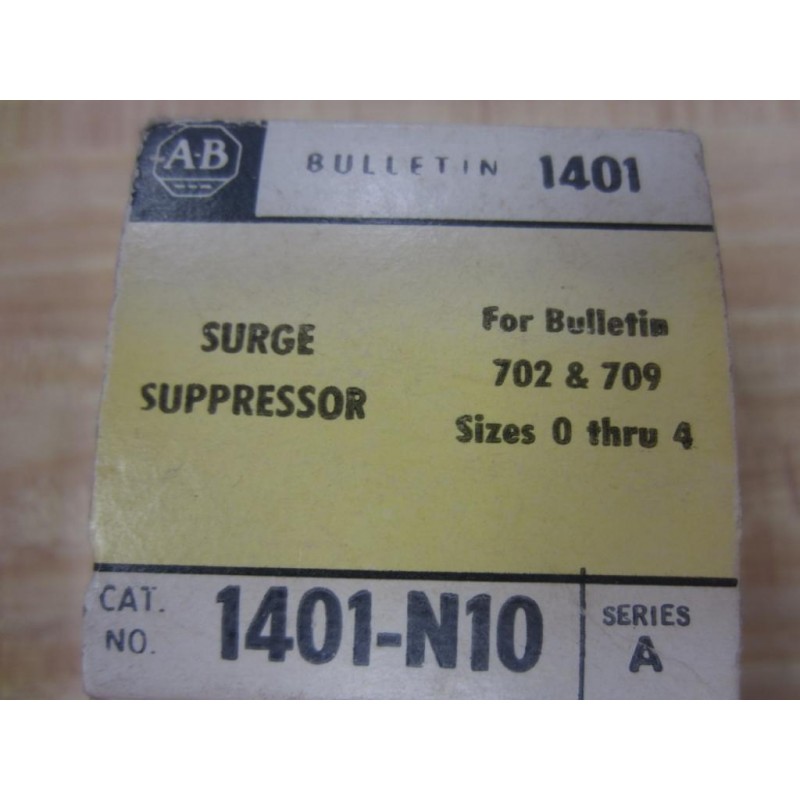 A-B BULLETIN 1401
SURGE
SUPPRESSOR
For Bulletin
702 & 709
Sizes 0 thru 4
CAT.
NO.
1401-N10
SERIES
A